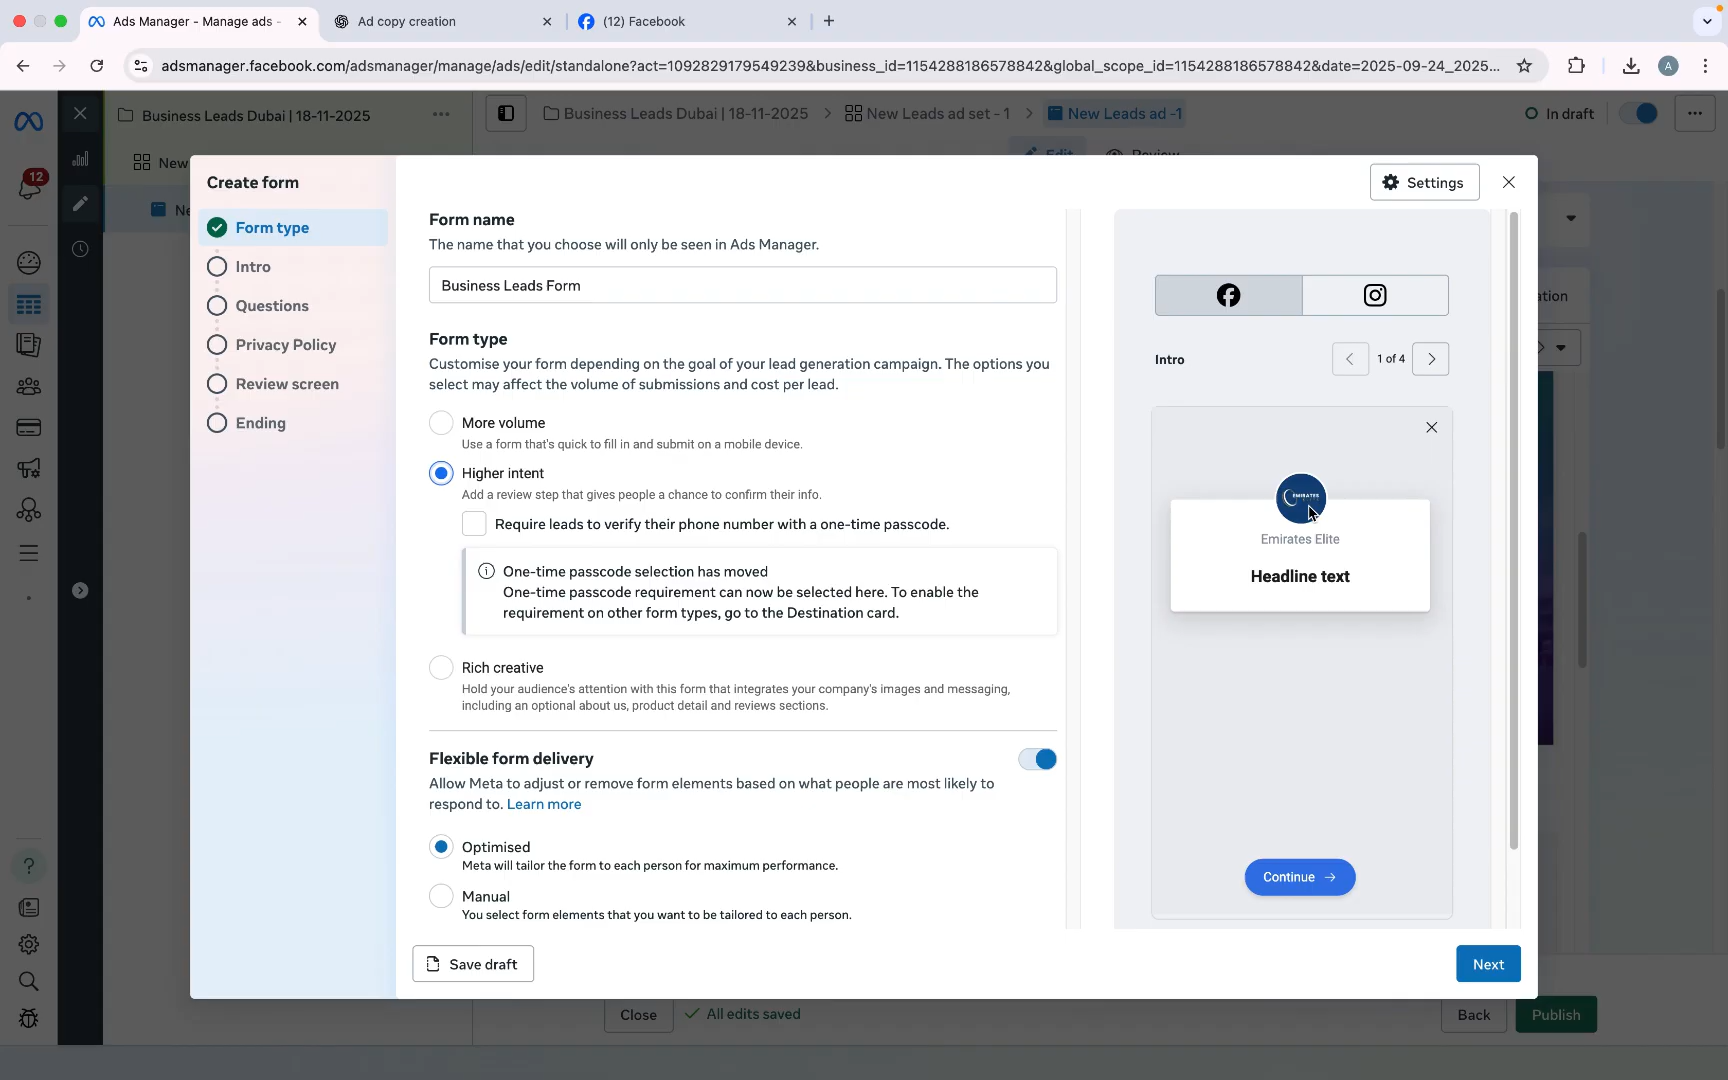 Ads Manager - Manage ads -
Ad copy creation
(12) Facebook
adsmanager.facebook.com/adsmanager/manage/ads/edit/standalone?act=1092829179549239&business_id=1154288186578842&global_scope_id=1154288186578842&date=2025-09-24_2025...
A
Business Leads Dubai | 18-11-2025
Business Leads Dubai | 18-11-2025 > New Leads ad set - 1 > New Leads ad -1
In draft
New
Edit
Review
12
Create form
Form type
Intro
Questions
Privacy Policy
Review screen
Ending
Settings
Form name
The name that you choose will only be seen in Ads Manager.
Business Leads Form
Form type
Customise your form depending on the goal of your lead generation campaign. The options you
select may affect the volume of submissions and cost per lead.
More volume
Use a form that's quick to fill in and submit on a mobile device.
Higher intent
Add a review step that gives people a chance to confirm their info.
Require leads to verify their phone number with a one-time passcode.
One-time passcode selection has moved
One-time passcode requirement can now be selected here. To enable the
requirement on other form types, go to the Destination card.
Rich creative
Hold your audience's attention with this form that integrates your company's images and messaging,
including an optional about us, product detail and reviews sections.
Flexible form delivery
Allow Meta to adjust or remove form elements based on what people are most likely to
respond to. Learn more
Optimised
Meta will tailor the form to each person for maximum performance.
Manual
You select form elements that you want to be tailored to each person.
Intro
1 of 4
EMIRATES
Emirates Elite
Headline text
Continue
Save draft
Next
Close
All edits saved
Back
Publish